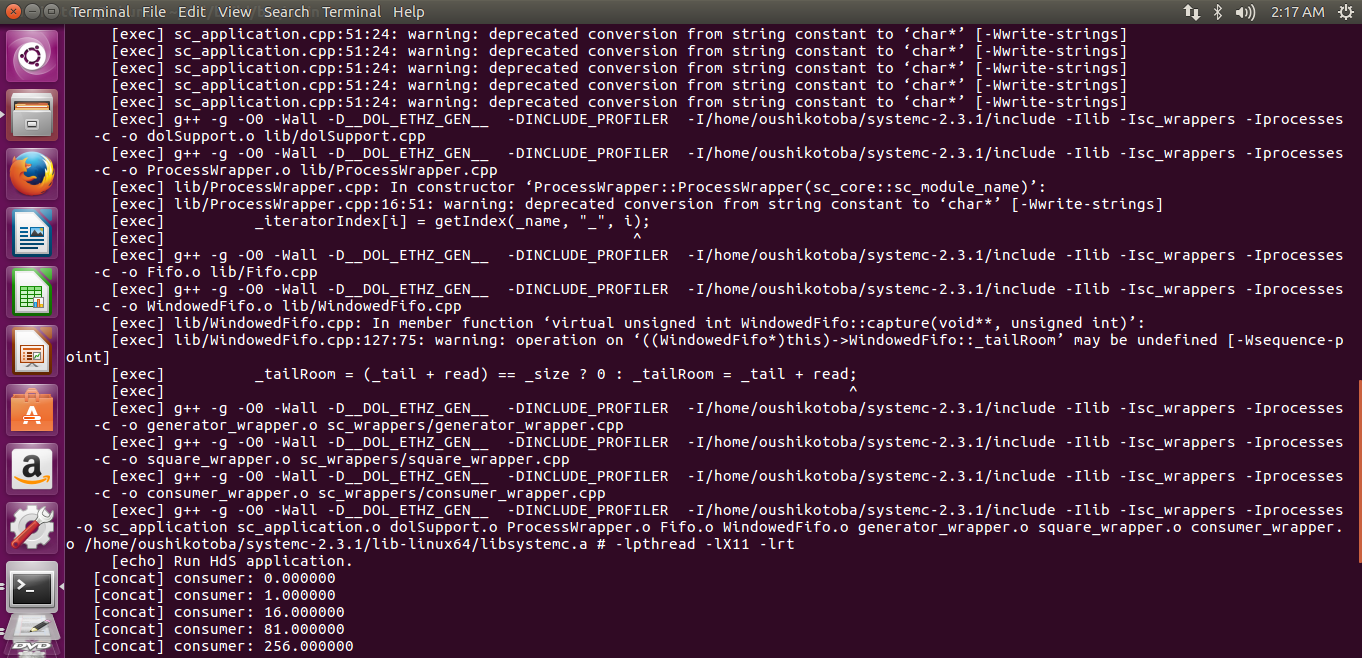 Terminal File Edit View Search Terminal Help 2:17 AM
[exec] sc_application.cpp:51:24: warning: deprecated conversion from string constant to ‘char*’ [-Wwrite-strings]
[exec] sc_application.cpp:51:24: warning: deprecated conversion from string constant to ‘char*’ [-Wwrite-strings]
[exec] sc_application.cpp:51:24: warning: deprecated conversion from string constant to ‘char*’ [-Wwrite-strings]
[exec] sc_application.cpp:51:24: warning: deprecated conversion from string constant to ‘char*’ [-Wwrite-strings]
[exec] sc_application.cpp:51:24: warning: deprecated conversion from string constant to ‘char*’ [-Wwrite-strings]
[exec] g++ -g -O0 -Wall -D__DOL_ETHZ_GEN__  -DINCLUDE_PROFILER  -I/home/oushikotoba/systemc-2.3.1/include -Ilib -Isc_wrappers -Iprocesses
-c -o dolSupport.o lib/dolSupport.cpp
[exec] g++ -g -O0 -Wall -D__DOL_ETHZ_GEN__  -DINCLUDE_PROFILER  -I/home/oushikotoba/systemc-2.3.1/include -Ilib -Isc_wrappers -Iprocesses
-c -o ProcessWrapper.o lib/ProcessWrapper.cpp
[exec] lib/ProcessWrapper.cpp: In constructor ‘ProcessWrapper::ProcessWrapper(sc_core::sc_module_name)’:
[exec] lib/ProcessWrapper.cpp:16:51: warning: deprecated conversion from string constant to ‘char*’ [-Wwrite-strings]
[exec]          _iteratorIndex[i] = getIndex(_name, "_", i);
[exec]                                                    ^
[exec] g++ -g -O0 -Wall -D__DOL_ETHZ_GEN__  -DINCLUDE_PROFILER  -I/home/oushikotoba/systemc-2.3.1/include -Ilib -Isc_wrappers -Iprocesses
-c -o Fifo.o lib/Fifo.cpp
[exec] g++ -g -O0 -Wall -D__DOL_ETHZ_GEN__  -DINCLUDE_PROFILER  -I/home/oushikotoba/systemc-2.3.1/include -Ilib -Isc_wrappers -Iprocesses
-c -o WindowedFifo.o lib/WindowedFifo.cpp
[exec] lib/WindowedFifo.cpp: In member function ‘virtual unsigned int WindowedFifo::capture(void**, unsigned int)’:
[exec] lib/WindowedFifo.cpp:127:75: warning: operation on ‘((WindowedFifo*)this)->WindowedFifo::_tailRoom’ may be undefined [-Wsequence-p
oint]
[exec]          _tailRoom = (_tail + read) == _size ? 0 : _tailRoom = _tail + read;
[exec]                                                                            ^
[exec] g++ -g -O0 -Wall -D__DOL_ETHZ_GEN__  -DINCLUDE_PROFILER  -I/home/oushikotoba/systemc-2.3.1/include -Ilib -Isc_wrappers -Iprocesses
-c -o generator_wrapper.o sc_wrappers/generator_wrapper.cpp
[exec] g++ -g -O0 -Wall -D__DOL_ETHZ_GEN__  -DINCLUDE_PROFILER  -I/home/oushikotoba/systemc-2.3.1/include -Ilib -Isc_wrappers -Iprocesses
-c -o square_wrapper.o sc_wrappers/square_wrapper.cpp
[exec] g++ -g -O0 -Wall -D__DOL_ETHZ_GEN__  -DINCLUDE_PROFILER  -I/home/oushikotoba/systemc-2.3.1/include -Ilib -Isc_wrappers -Iprocesses
-c -o consumer_wrapper.o sc_wrappers/consumer_wrapper.cpp
[exec] g++ -g -O0 -Wall -D__DOL_ETHZ_GEN__  -DINCLUDE_PROFILER  -I/home/oushikotoba/systemc-2.3.1/include -Ilib -Isc_wrappers -Iprocesses
-o sc_application sc_application.o dolSupport.o ProcessWrapper.o Fifo.o WindowedFifo.o generator_wrapper.o square_wrapper.o consumer_wrapper.
o /home/oushikotoba/systemc-2.3.1/lib-linux64/libsystemc.a # -lpthread -lX11 -lrt
[echo] Run HdS application.
[concat] consumer: 0.000000
[concat] consumer: 1.000000
[concat] consumer: 16.000000
[concat] consumer: 81.000000
[concat] consumer: 256.000000
DVD